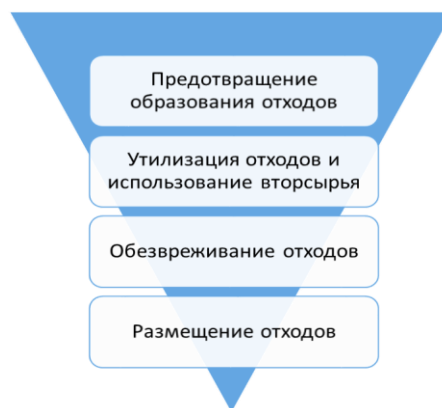 Предотвращение
образования отходов
Утилизация отходов и
использование вторсырья
Обезвреживание отходов
Размещение отходов